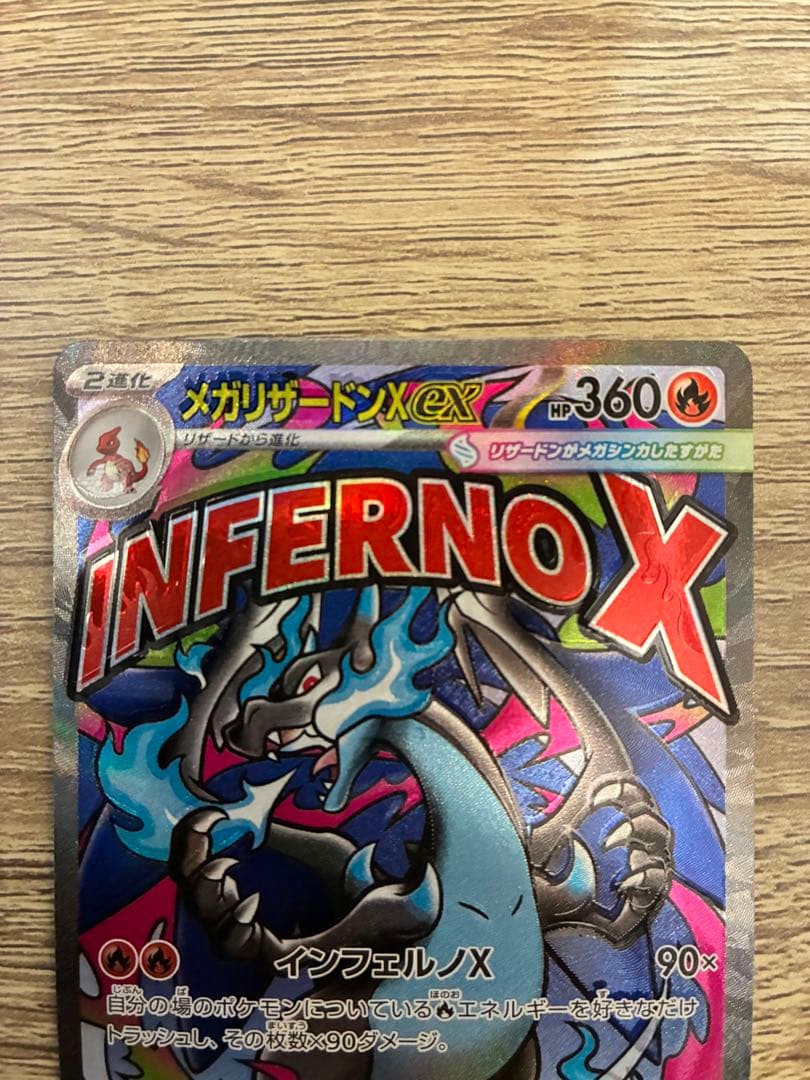 2進化
メガリザードンXex
HP360
リザードから進化
リザードンがメガシンカしたすがた
INFERNO X
インフェルノX 90×
自分の場のポケモンについている🔥エネルギーを好きなだけ
トラッシュし、その枚数×90ダメージ。